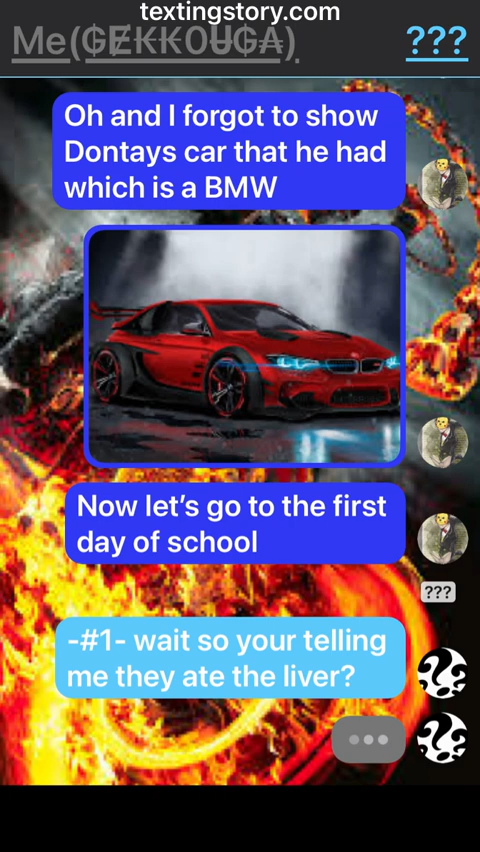 textingstory.com
Me(₲ɆꝀꝀOɄ₲₳)
???
Oh and I forgot to show
Dontays car that he had
which is a BMW
Now let’s go to the first
day of school
???
-#1- wait so your telling
me they ate the liver?